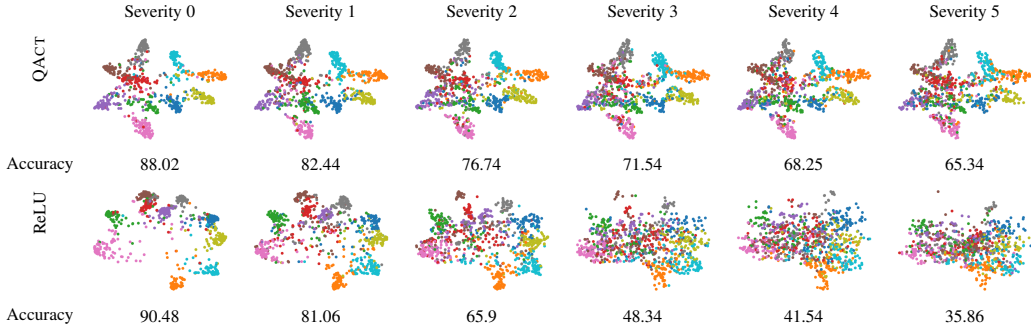 Severity 0 Severity 1 Severity 2 Severity 3 Severity 4 Severity 5
QACT
Accuracy 88.02 82.44 76.74 71.54 68.25 65.34
ReLU
Accuracy 90.48 81.06 65.9 48.34 41.54 35.86